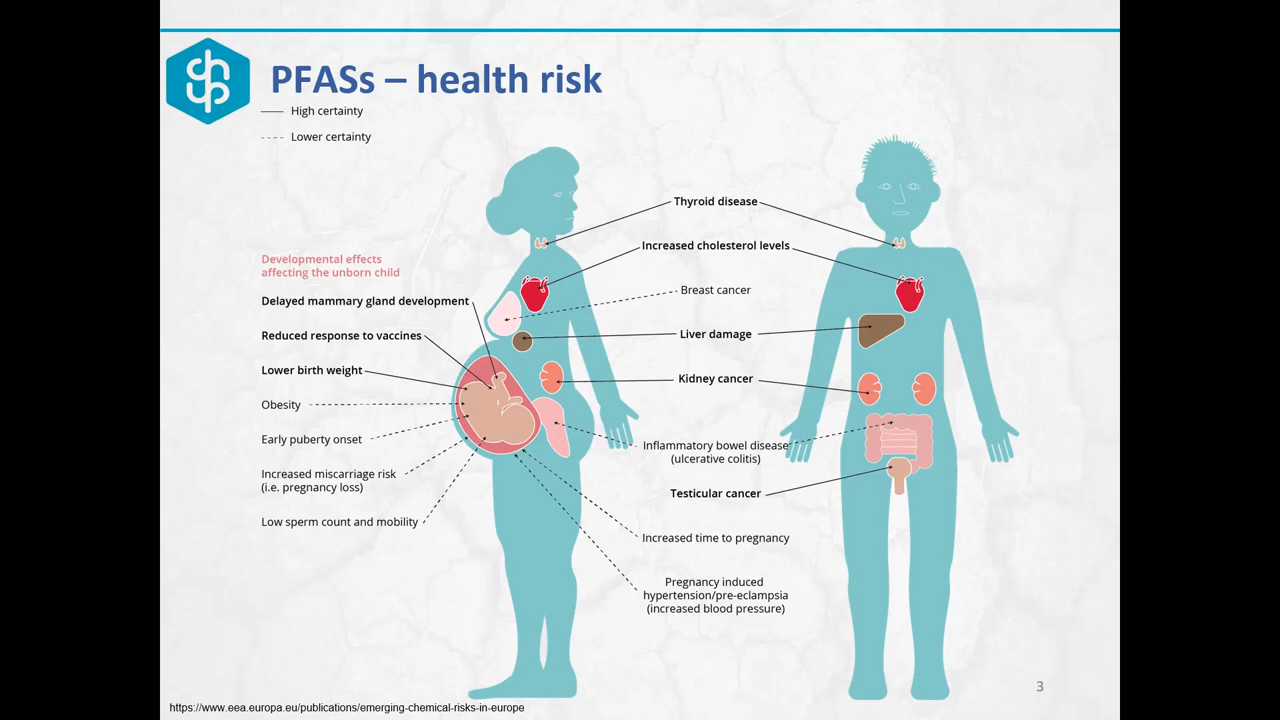 PFASs – health risk
High certainty
Lower certainty
Developmental effects
affecting the unborn child
Delayed mammary gland development
Reduced response to vaccines
Lower birth weight
Obesity
Early puberty onset
Increased miscarriage risk
(i.e. pregnancy loss)
Low sperm count and mobility
Thyroid disease
Increased cholesterol levels
Breast cancer
Liver damage
Kidney cancer
Inflammatory bowel disease
(ulcerative colitis)
Testicular cancer
Increased time to pregnancy
Pregnancy induced
hypertension/pre-eclampsia
(increased blood pressure)
3
https://www.eea.europa.eu/publications/emerging-chemical-risks-in-europe